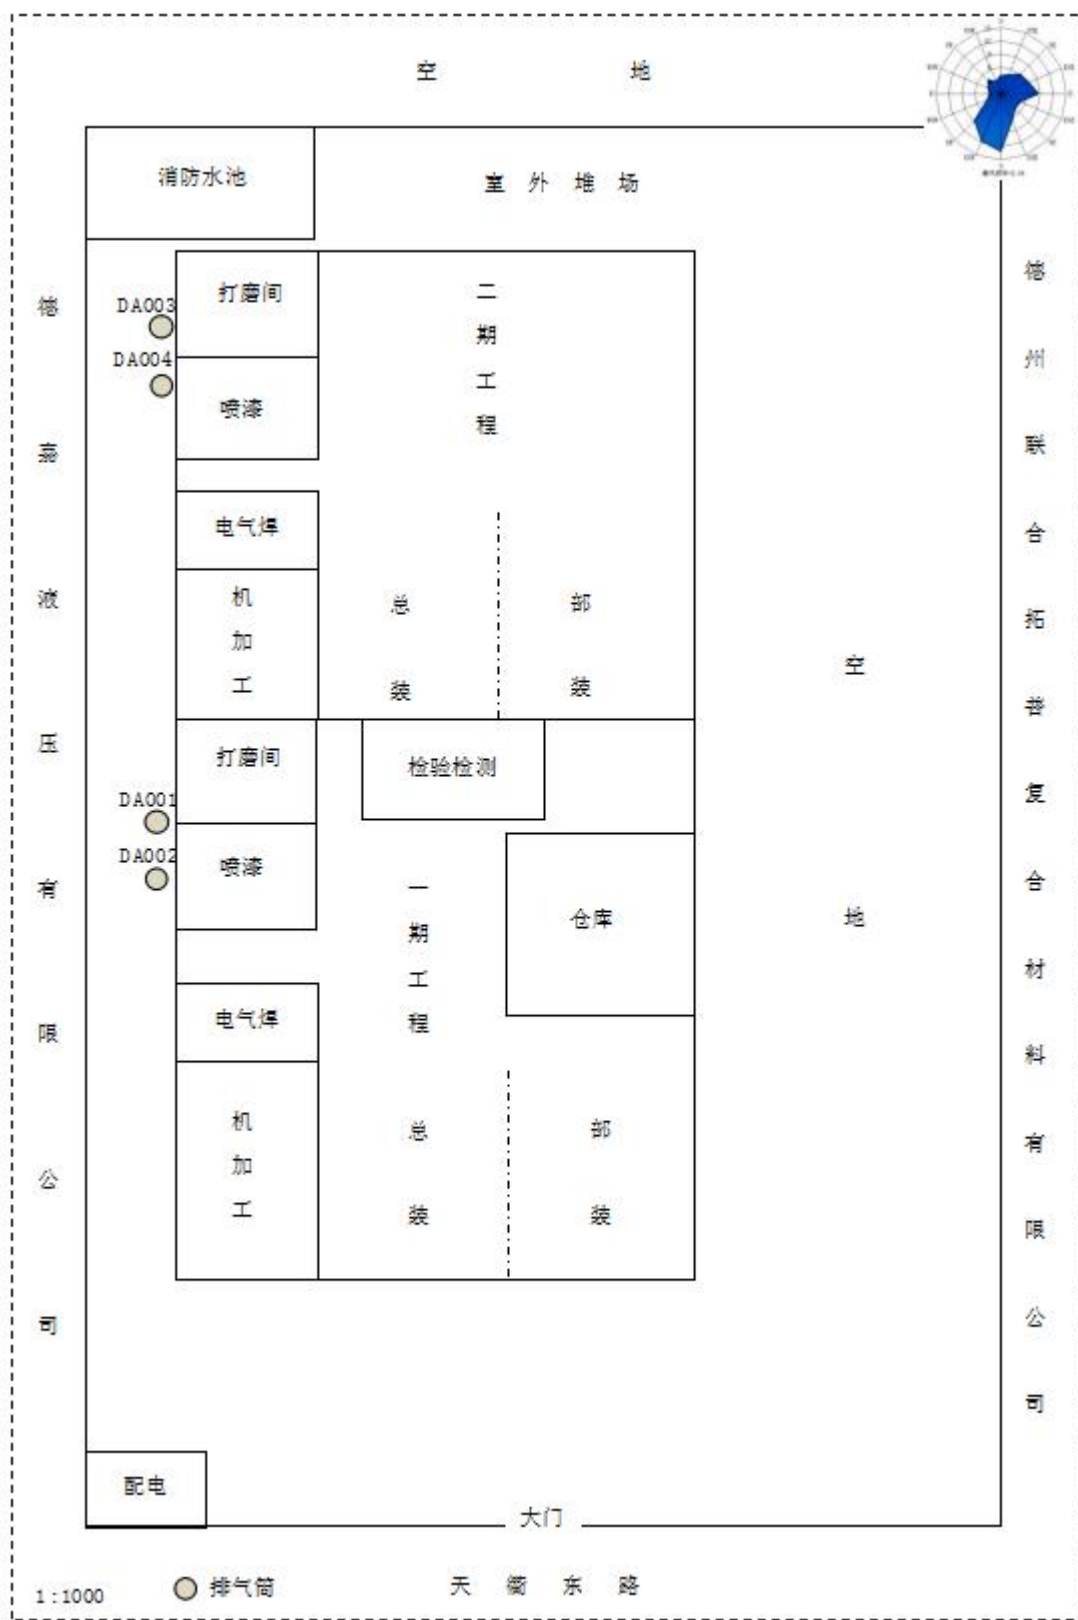 空 地
消防水池
室 外 堆 场
德嘉液压有限公司
德州联合拓普复合材料有限公司
DA003
打磨间
二期工程
DA004
喷漆
电气焊
机加工
总装
部装
空地
打磨间
检验检测
DA001
DA002
喷漆
一期工程
仓库
电气焊
机加工
总装
部装
配电
大门
1:1000
排气筒
天 衢 东 路